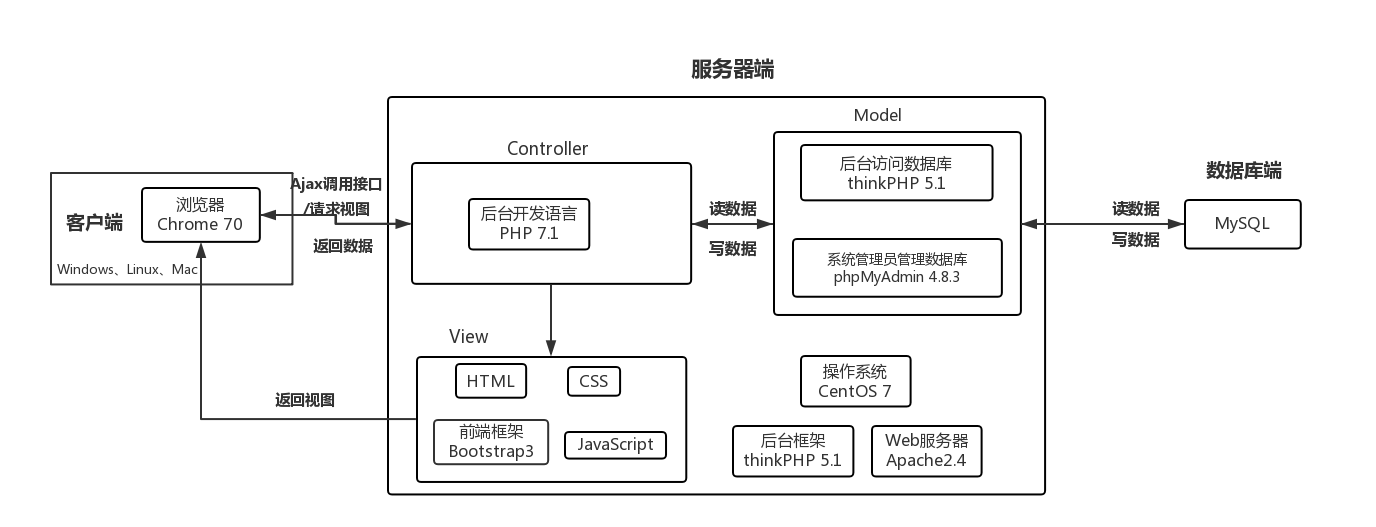 服务器端
Model
Controller
后台访问数据库
thinkPHP 5.1
数据库端
Ajax调用接口
/请求视图
返回数据
浏览器
Chrome 70
客户端
Windows、Linux、Mac
后台开发语言
PHP 7.1
读数据
写数据
系统管理员管理数据库
phpMyAdmin 4.8.3
读数据
写数据
MySQL
View
HTML
CSS
前端框架
Bootstrap3
JavaScript
返回视图
操作系统
CentOS 7
后台框架
thinkPHP 5.1
Web服务器
Apache2.4